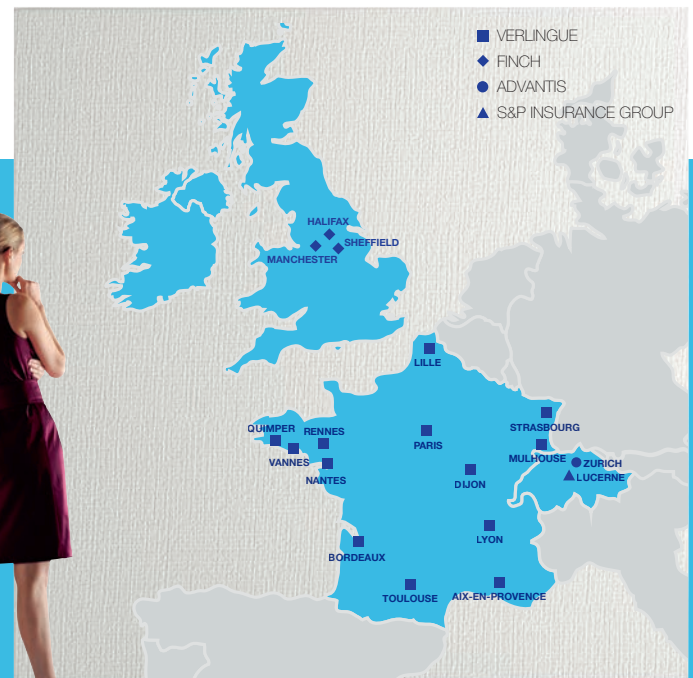 VERLINGUE
FINCH
ADVANTIS
S&P INSURANCE GROUP
HALIFAX
SHEFFIELD
MANCHESTER
LILLE
STRASBOURG
QUIMPER
RENNES
PARIS
VANNES
MULHOUSE
ZURICH
NANTES
DIJON
LUCERNE
LYON
BORDEAUX
TOULOUSE
AIX-EN-PROVENCE